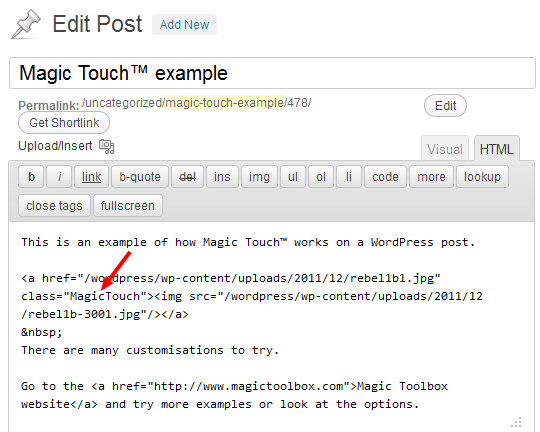 Edit Post Add New
Magic Touch™ example
Permalink: /uncategorized/magic-touch-example/478/ Edit
Get Shortlink
Upload/Insert
Visual HTML
b i link b-quote del ins img ul ol li code more lookup
close tags fullscreen
This is an example of how Magic Touch™ works on a WordPress post.
<a href="/wordpress/wp-content/uploads/2011/12/rebel1b1.jpg"
class="MagicTouch"><img src="/wordpress/wp-content/uploads/2011/12
/rebel1b-3001.jpg"/></a>
&nbsp;
There are many customisations to try.
Go to the <a href="http://www.magictoolbox.com">Magic Toolbox
website</a> and try more examples or look at the options.